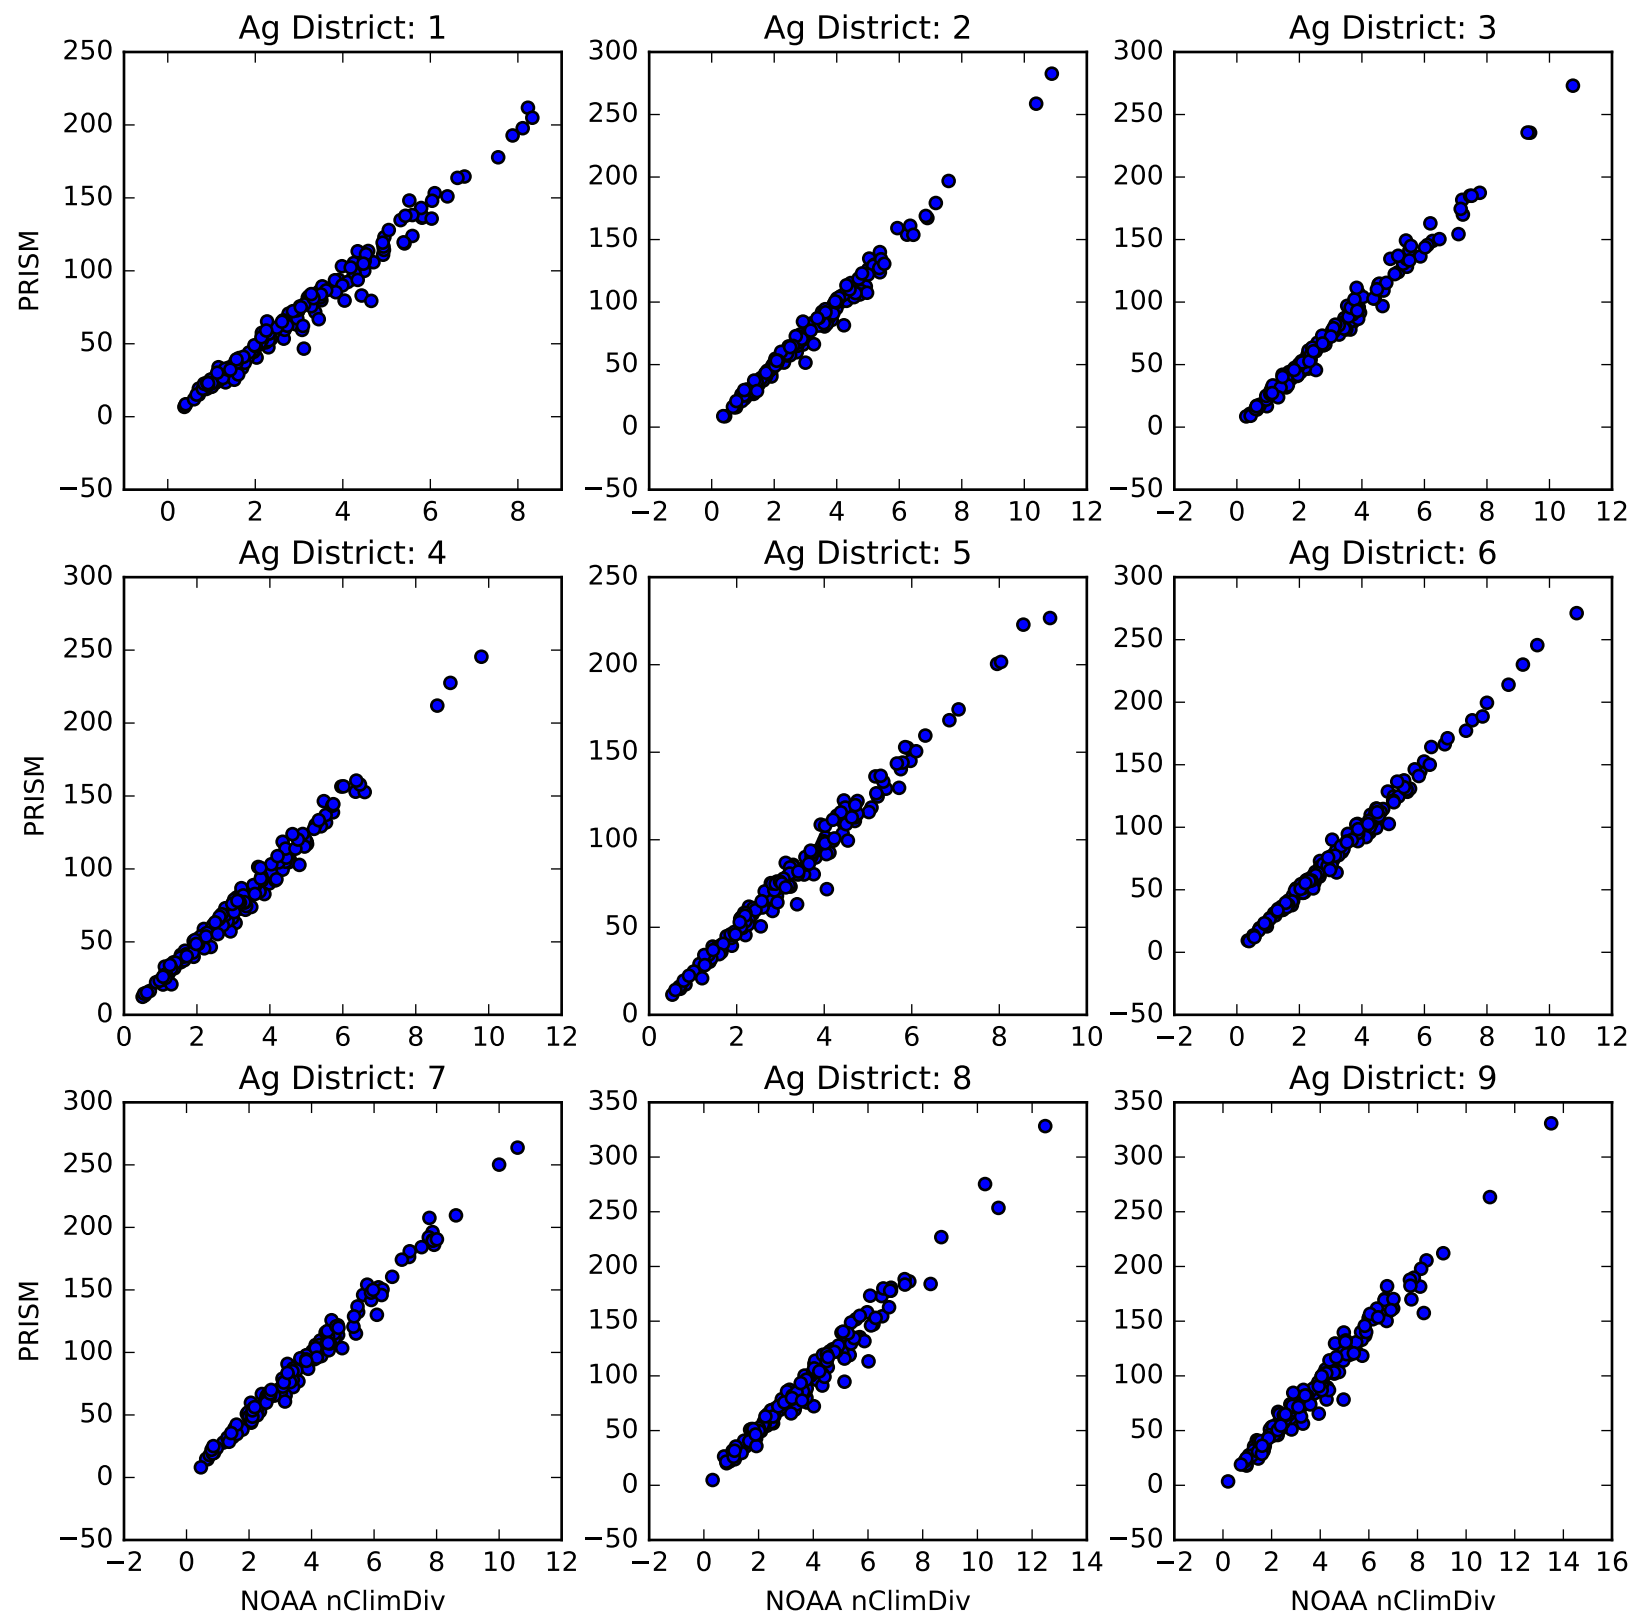 Ag District: 1 Ag District: 2 Ag District: 3
250 300 300
200 250 250
150 200 200
PRISM 150 150
100 100 100
50 50 50
0 0 0
−50 −50 −50
0 2 4 6 8 −2 0 2 4 6 8 10 12 −2 0 2 4 6 8 10 12
Ag District: 4 Ag District: 5 Ag District: 6
300 250 300
250 200 250
200 150 200
PRISM 150
150 100 100
100 50 50
50 0
0 0 −50
0 2 4 6 8 10 12 0 2 4 6 8 10 −2 0 2 4 6 8 10 12
Ag District: 7 Ag District: 8 Ag District: 9
300 350 350
250 300 300
200 250 250
150 200 200
PRISM 150 150
100 100 100
50 50 50
0 0 0
−50 −50 −50
−2 0 2 4 6 8 10 12 −2 0 2 4 6 8 10 12 14 −2 0 2 4 6 8 10 12 14 16
NOAA nClimDiv NOAA nClimDiv NOAA nClimDiv